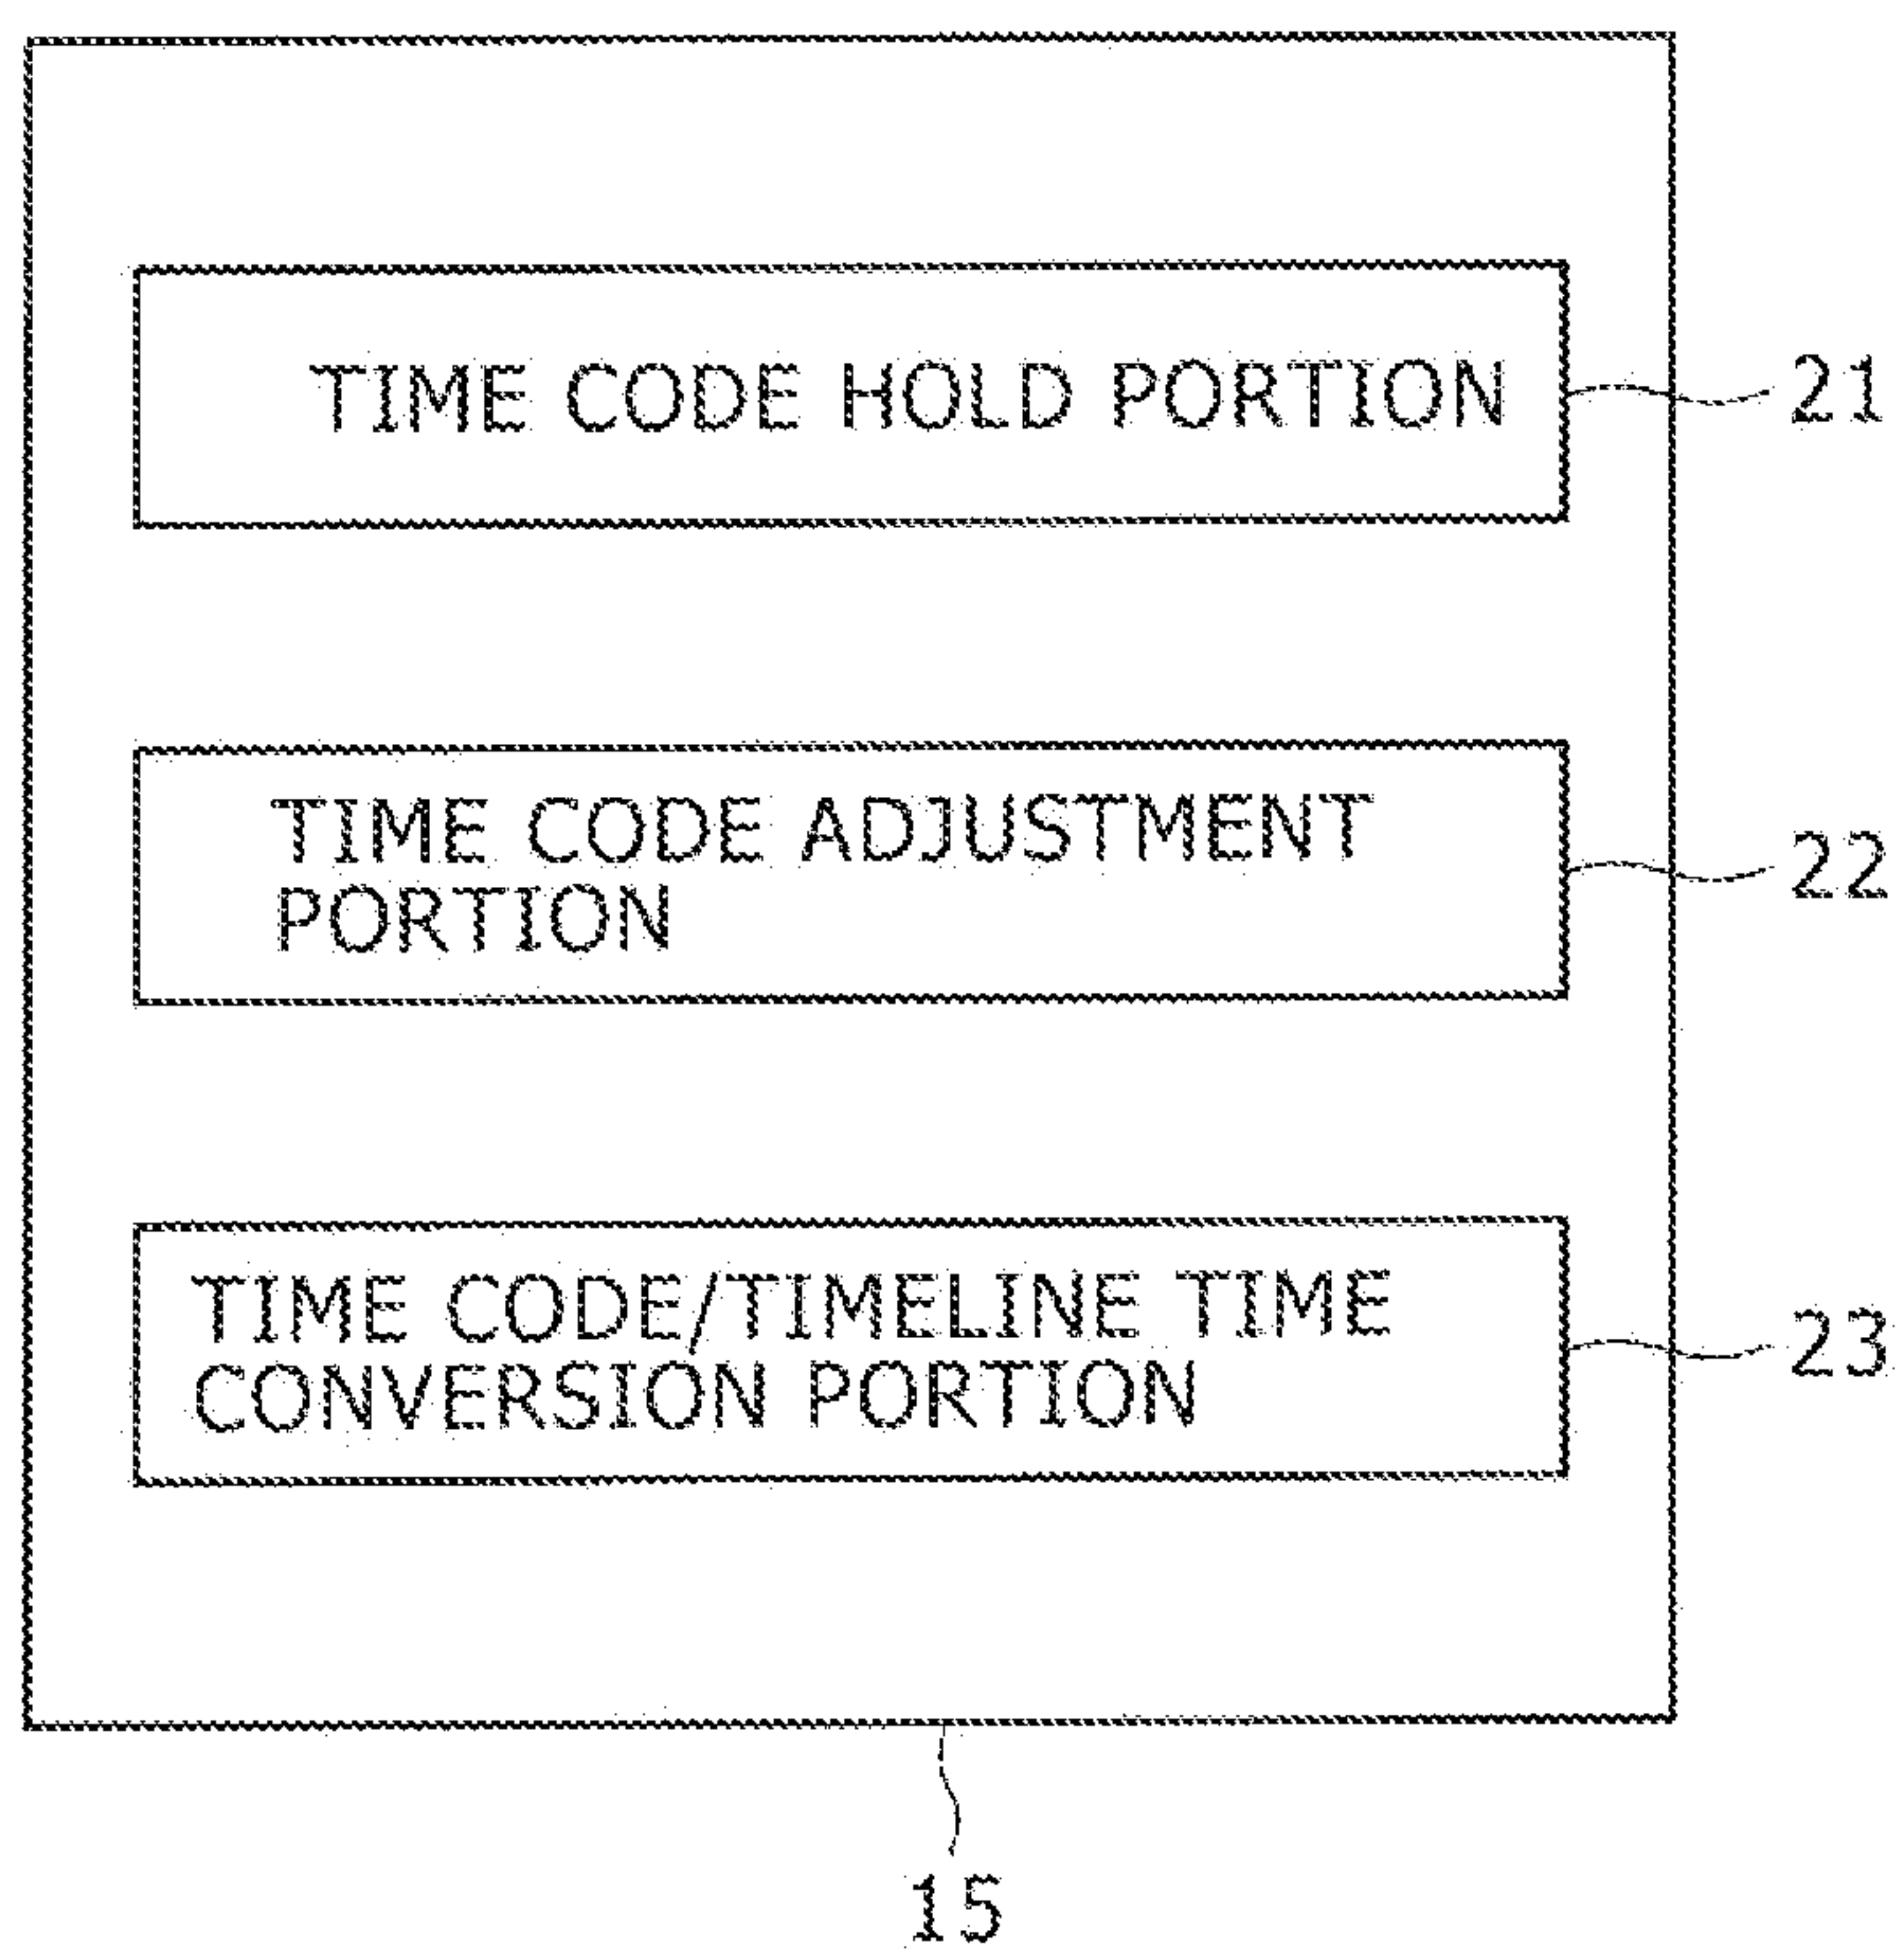 TIME CODE HOLD PORTION
21
TIME CODE ADJUSTMENT
PORTION
22
TIME CODE/TIMELINE TIME
CONVERSION PORTION
23
15